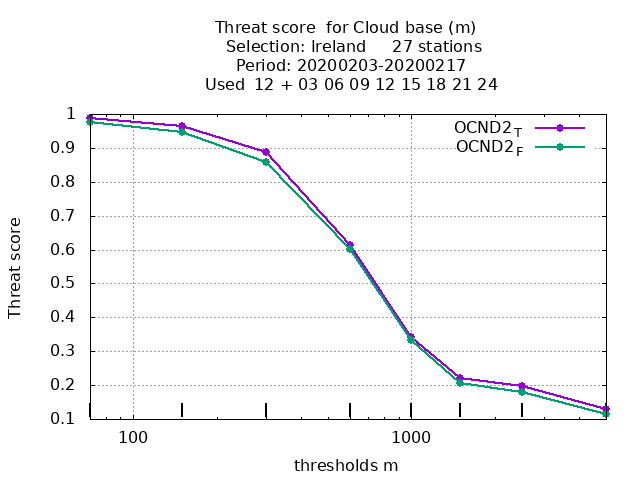 Threat score  for Cloud base (m)
Selection: Ireland     27 stations
Period: 20200203-20200217
Used  12 + 03 06 09 12 15 18 21 24
OCND2T
OCND2F
1
0.9
0.8
0.7
0.6
0.5
0.4
0.3
0.2
0.1
Threat score
100
1000
thresholds m